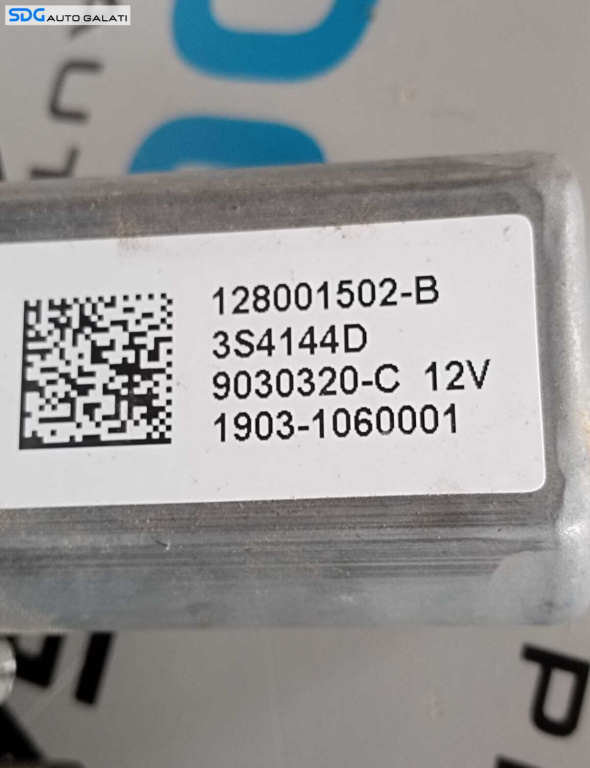 SDG AUTO GALATI
128001502-B
3S4144D
9030320-C 12V
1903-1060001